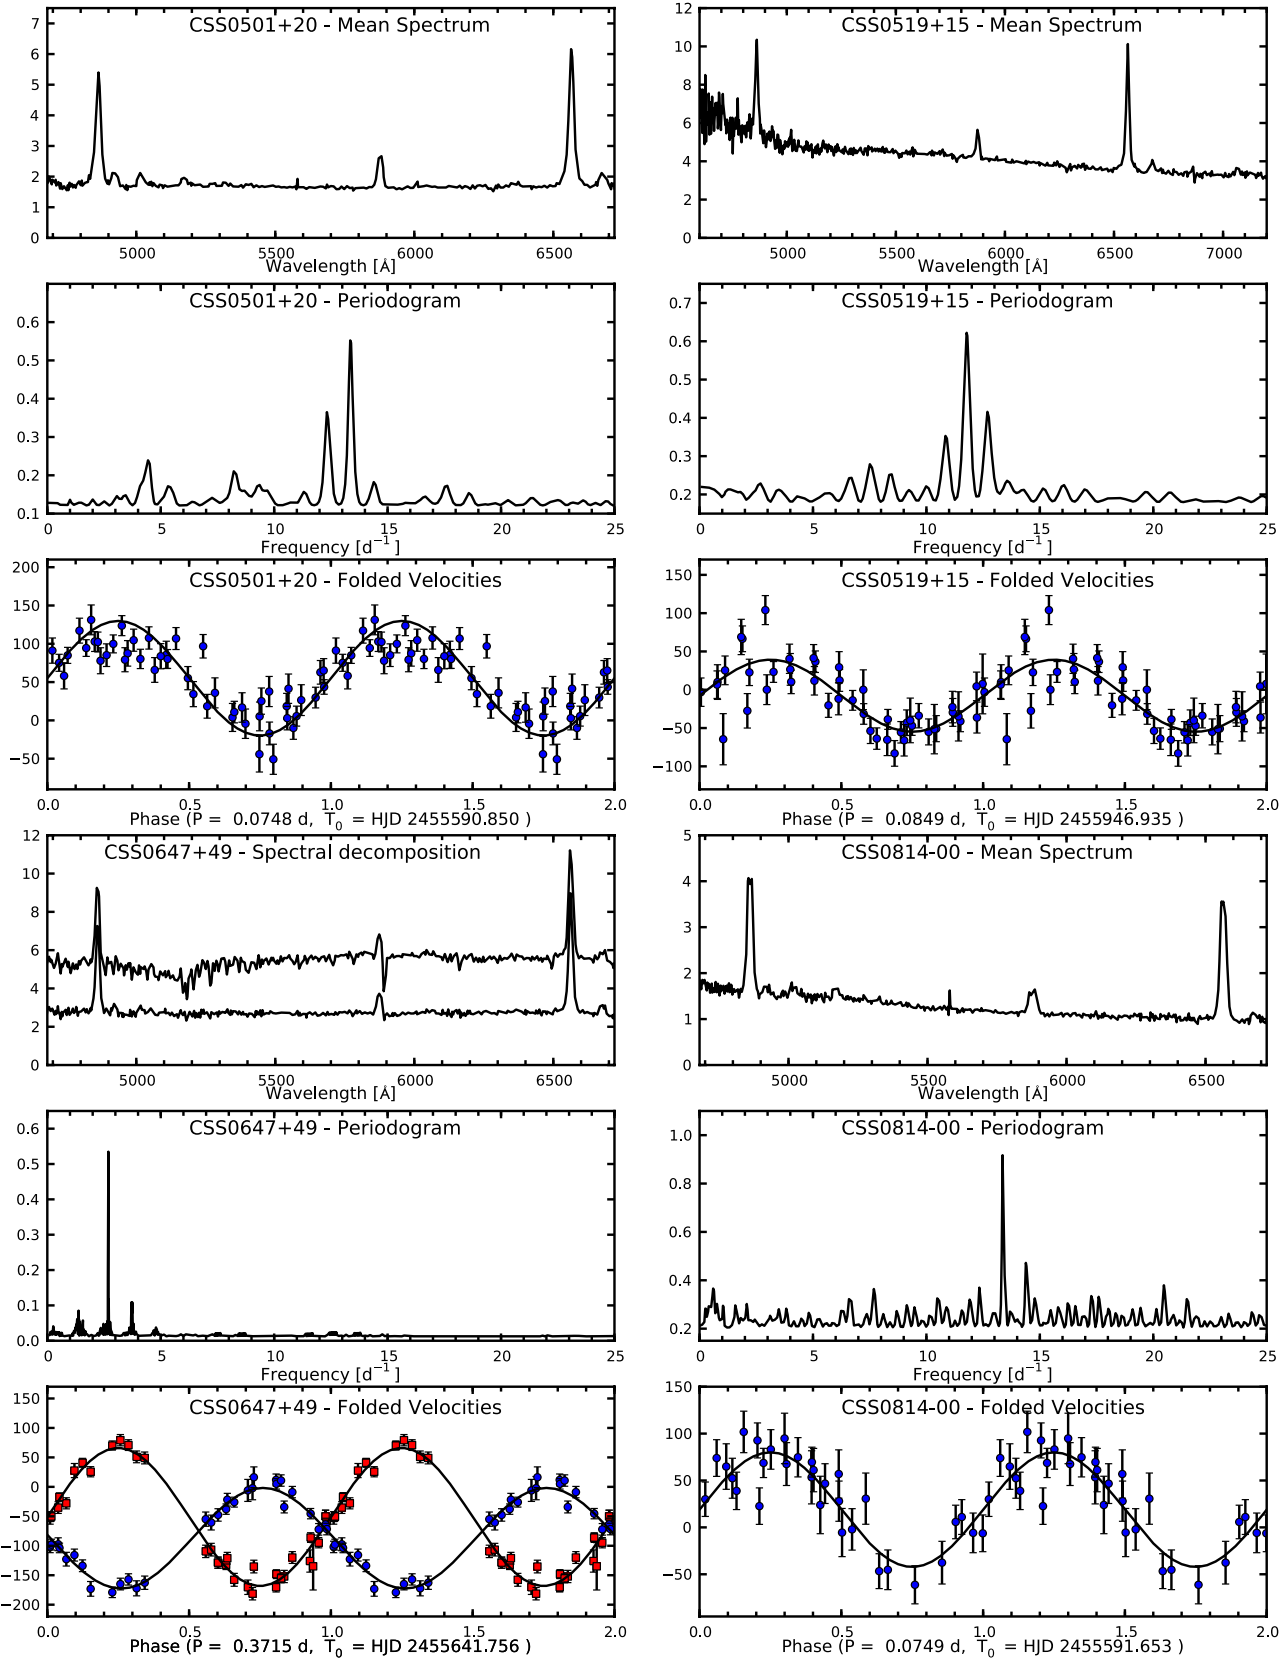 CSS0501+20 - Mean Spectrum
7
6
5
4
3
2
1
0
5000 5500 6000 6500
Wavelength [Å]
CSS0519+15 - Mean Spectrum
12
10
8
6
4
2
0
5000 5500 6000 6500 7000
Wavelength [Å]
CSS0501+20 - Periodogram
0.6
0.5
0.4
0.3
0.2
0.1
0 5 10 15 20 25
Frequency [d⁻¹]
CSS0519+15 - Periodogram
0.7
0.6
0.5
0.4
0.3
0.2
0 5 10 15 20 25
Frequency [d⁻¹]
CSS0501+20 - Folded Velocities
200
150
100
50
0
−50
0.0 0.5 1.0 1.5 2.0
Phase (P = 0.0748 d, T₀ = HJD 2455590.850 )
CSS0519+15 - Folded Velocities
150
100
50
0
−50
−100
0.0 0.5 1.0 1.5 2.0
Phase (P = 0.0849 d, T₀ = HJD 2455946.935 )
CSS0647+49 - Spectral decomposition
12
10
8
6
4
2
0
5000 5500 6000 6500
Wavelength [Å]
CSS0814-00 - Mean Spectrum
5
4
3
2
1
0
5000 5500 6000 6500
Wavelength [Å]
CSS0647+49 - Periodogram
0.6
0.5
0.4
0.3
0.2
0.1
0.0
0 5 10 15 20 25
Frequency [d⁻¹]
CSS0814-00 - Periodogram
1.0
0.8
0.6
0.4
0.2
0 5 10 15 20 25
Frequency [d⁻¹]
CSS0647+49 - Folded Velocities
150
100
50
0
−50
−100
−150
−200
0.0 0.5 1.0 1.5 2.0
Phase (P = 0.3715 d, T₀ = HJD 2455641.756 )
CSS0814-00 - Folded Velocities
150
100
50
0
−50
0.0 0.5 1.0 1.5 2.0
Phase (P = 0.0749 d, T₀ = HJD 2455591.653 )